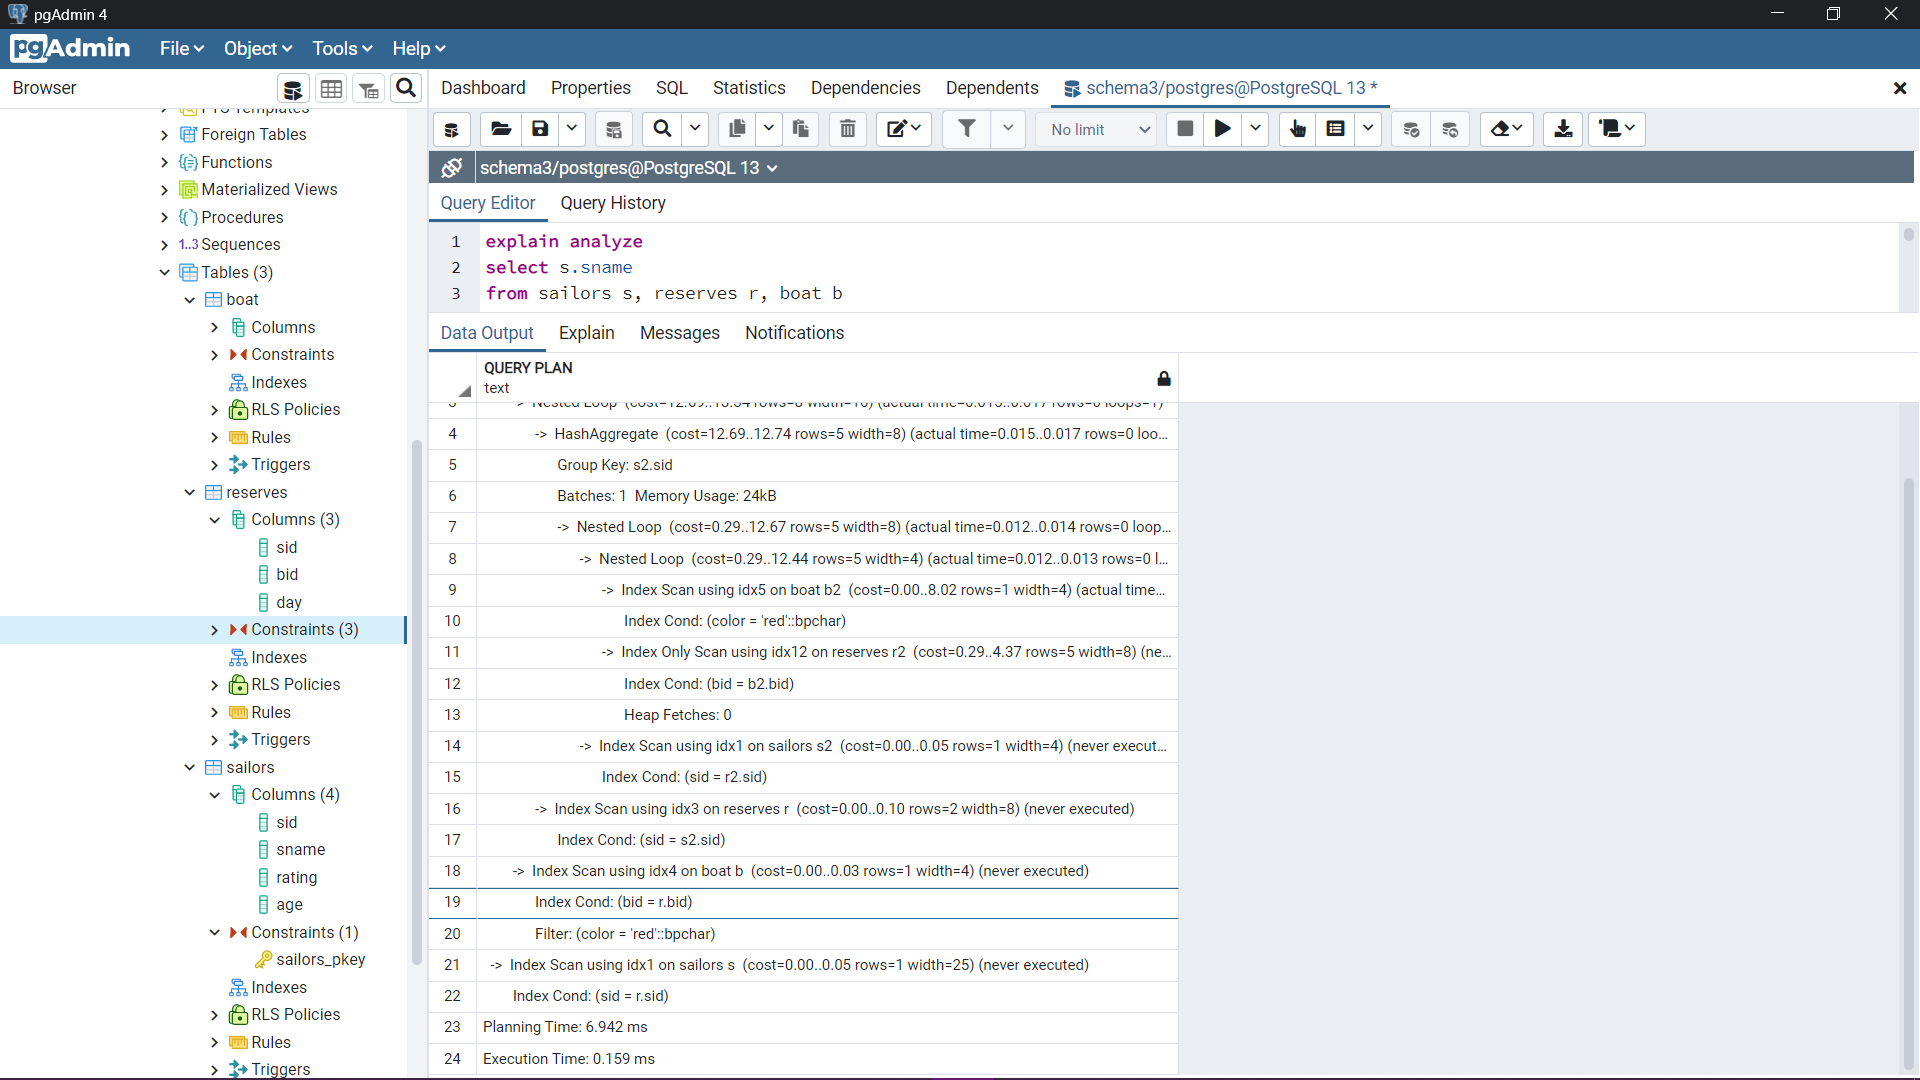 pgAdmin 4
pgAdmin
File
Object
Tools
Help
Browser
Dashboard
Properties
SQL
Statistics
Dependencies
Dependents
schema3/postgres@PostgreSQL 13 *
No limit
schema3/postgres@PostgreSQL 13
Query Editor
Query History
1 explain analyze
2 select s.sname
3 from sailors s, reserves r, boat b
Data Output
Explain
Messages
Notifications
QUERY PLAN
text
4 -> HashAggregate (cost=12.69..12.74 rows=5 width=8) (actual time=0.015..0.017 rows=0 loo...
5 Group Key: s2.sid
6 Batches: 1 Memory Usage: 24kB
7 -> Nested Loop (cost=0.29..12.67 rows=5 width=8) (actual time=0.012..0.014 rows=0 loop...
8 -> Nested Loop (cost=0.29..12.44 rows=5 width=4) (actual time=0.012..0.013 rows=0 l...
9 -> Index Scan using idx5 on boat b2 (cost=0.00..8.02 rows=1 width=4) (actual time...
10 Index Cond: (color = 'red'::bpchar)
11 -> Index Only Scan using idx12 on reserves r2 (cost=0.29..4.37 rows=5 width=8) (ne...
12 Index Cond: (bid = b2.bid)
13 Heap Fetches: 0
14 -> Index Scan using idx1 on sailors s2 (cost=0.00..0.05 rows=1 width=4) (never execut...
15 Index Cond: (sid = r2.sid)
16 -> Index Scan using idx3 on reserves r (cost=0.00..0.10 rows=2 width=8) (never executed)
17 Index Cond: (sid = s2.sid)
18 -> Index Scan using idx4 on boat b (cost=0.00..0.03 rows=1 width=4) (never executed)
19 Index Cond: (bid = r.bid)
20 Filter: (color = 'red'::bpchar)
21 -> Index Scan using idx1 on sailors s (cost=0.00..0.05 rows=1 width=25) (never executed)
22 Index Cond: (sid = r.sid)
23 Planning Time: 6.942 ms
24 Execution Time: 0.159 ms
Foreign Tables
Functions
Materialized Views
Procedures
1..3 Sequences
Tables (3)
boat
Columns
Constraints
Indexes
RLS Policies
Rules
Triggers
reserves
Columns (3)
sid
bid
day
Constraints (3)
Indexes
RLS Policies
Rules
Triggers
sailors
Columns (4)
sid
sname
rating
age
Constraints (1)
sailors_pkey
Indexes
RLS Policies
Rules
Triggers